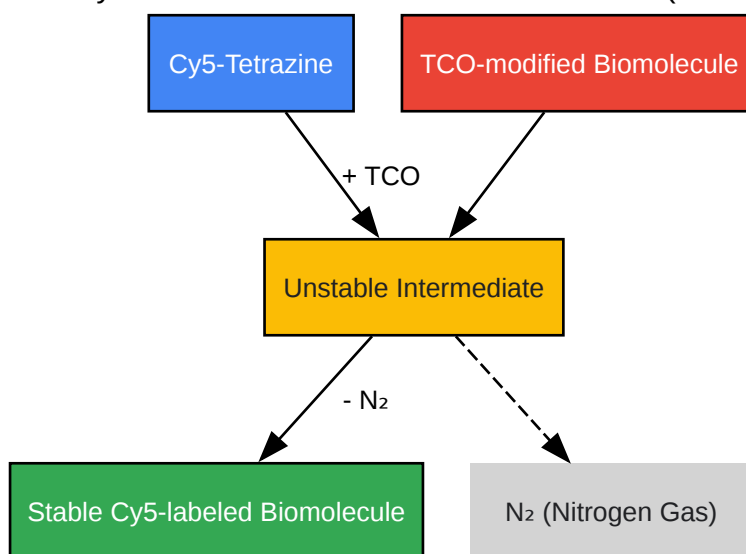 Cy5-Tetrazine
TCO-modified Biomolecule
+ TCO
Unstable Intermediate
- N₂
Stable Cy5-labeled Biomolecule
N₂ (Nitrogen Gas)